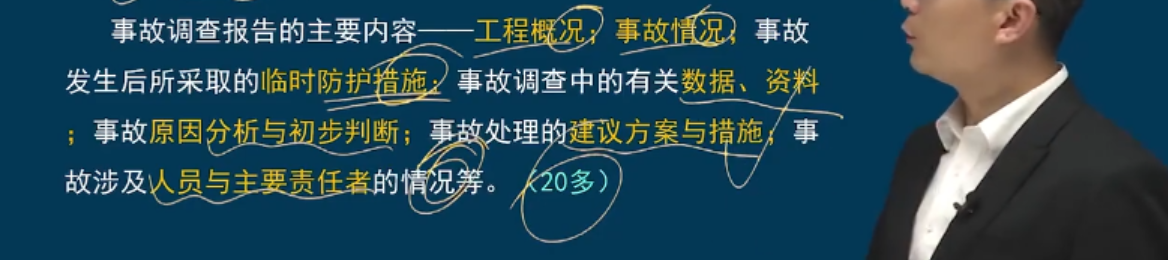 事故调查报告的主要内容——工程概况；事故情况；事故
发生后所采取的临时防护措施；事故调查中的有关数据、资料
；事故原因分析与初步判断；事故处理的建议方案与措施；事
故涉及人员与主要责任者的情况等。（20多）